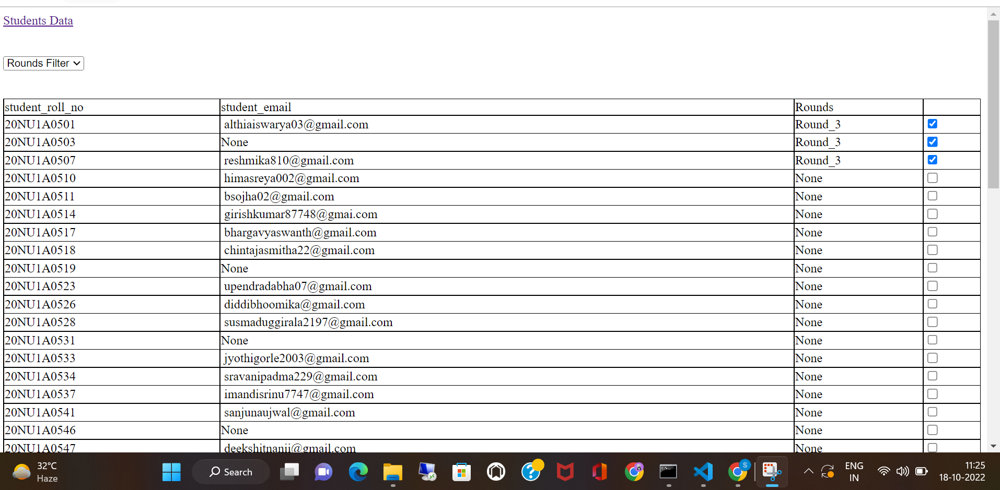 Students Data
Rounds Filter
student_roll_no student_email Rounds
20NU1A0501 althiaiswarya03@gmail.com Round_3
20NU1A0503 None Round_3
20NU1A0507 reshmika810@gmail.com Round_3
20NU1A0510 himasreya002@gmail.com None
20NU1A0511 bsojha02@gmail.com None
20NU1A0514 girishkumar87748@gmai.com None
20NU1A0517 bhargavyaswanth@gmail.com None
20NU1A0518 chintajasmitha22@gmail.com None
20NU1A0519 None None
20NU1A0523 upendradabha07@gmail.com None
20NU1A0526 diddibhoomika@gmail.com None
20NU1A0528 susmaduggirala2197@gmail.com None
20NU1A0531 None None
20NU1A0533 jyothigorle2003@gmail.com None
20NU1A0534 sravanipadma229@gmail.com None
20NU1A0537 imandisrinu7747@gmail.com None
20NU1A0541 sanjunaujwal@gmail.com None
20NU1A0546 None None
20NU1A0547 None
32°C
Haze
Search
S
ENG
IN
11:25
18-10-2022